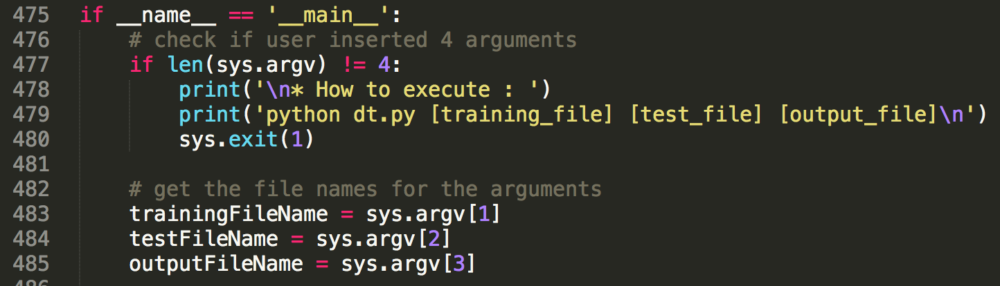 475 if __name__ == '__main__':
476     # check if user inserted 4 arguments
477     if len(sys.argv) != 4:
478         print('\n* How to execute : ')
479         print('python dt.py [training_file] [test_file] [output_file]\n')
480         sys.exit(1)
481
482     # get the file names for the arguments
483     trainingFileName = sys.argv[1]
484     testFileName = sys.argv[2]
485     outputFileName = sys.argv[3]
486